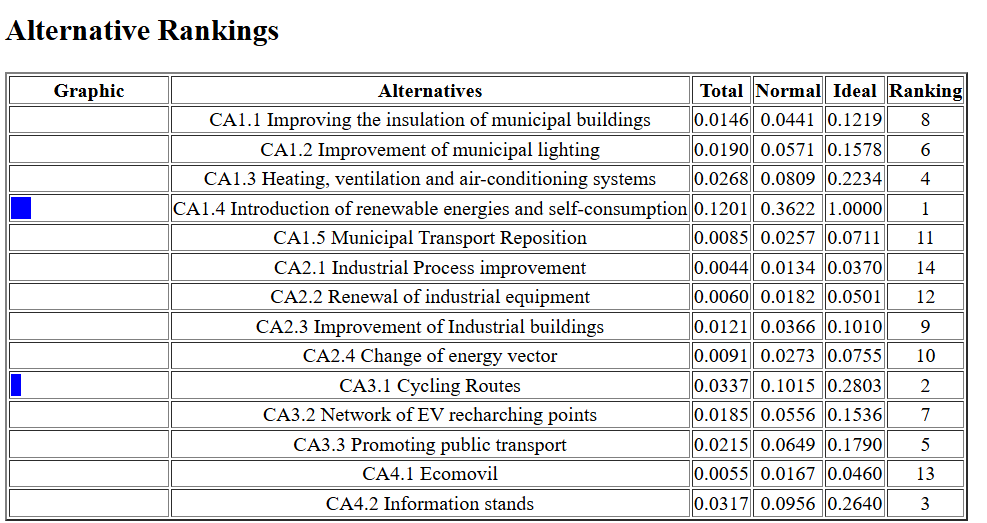 Alternative Rankings
Graphic Alternatives Total Normal Ideal Ranking
CA1.1 Improving the insulation of municipal buildings 0.0146 0.0441 0.1219 8
CA1.2 Improvement of municipal lighting 0.0190 0.0571 0.1578 6
CA1.3 Heating, ventilation and air-conditioning systems 0.0268 0.0809 0.2234 4
CA1.4 Introduction of renewable energies and self-consumption 0.1201 0.3622 1.0000 1
CA1.5 Municipal Transport Reposition 0.0085 0.0257 0.0711 11
CA2.1 Industrial Process improvement 0.0044 0.0134 0.0370 14
CA2.2 Renewal of industrial equipment 0.0060 0.0182 0.0501 12
CA2.3 Improvement of Industrial buildings 0.0121 0.0366 0.1010 9
CA2.4 Change of energy vector 0.0091 0.0273 0.0755 10
CA3.1 Cycling Routes 0.0337 0.1015 0.2803 2
CA3.2 Network of EV recharching points 0.0185 0.0556 0.1536 7
CA3.3 Promoting public transport 0.0215 0.0649 0.1790 5
CA4.1 Ecomovil 0.0055 0.0167 0.0460 13
CA4.2 Information stands 0.0317 0.0956 0.2640 3